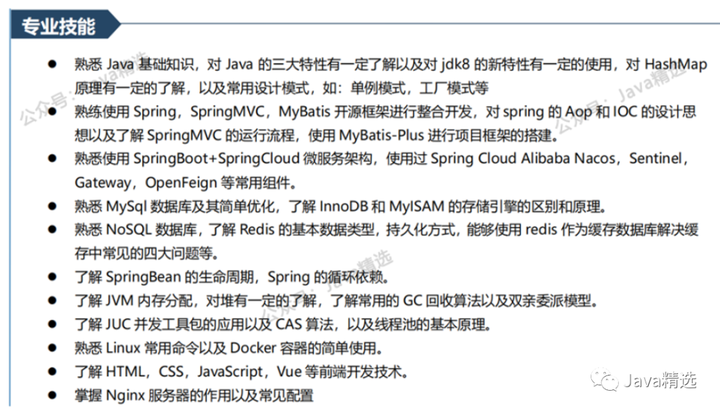 专业技能
● 熟悉 Java 基础知识，对 Java 的三大特性有一定了解以及对 jdk8 的新特性有一定的使用，对 HashMap
原理有一定的了解，以及常用设计模式，如：单例模式，工厂模式等
● 熟练使用 Spring，SpringMVC，MyBatis 开源框架进行整合开发，对 spring 的 Aop 和 IOC 的设计思
想以及了解 SpringMVC 的运行流程，使用 MyBatis-Plus 进行项目框架的搭建。
● 熟悉使用 SpringBoot+SpringCloud 微服务架构，使用过 Spring Cloud Alibaba Nacos，Sentinel，
Gateway，OpenFeign 等常用组件。
● 熟悉 MySql 数据库及其简单优化，了解 InnoDB 和 MyISAM 的存储引擎的区别和原理。
● 熟悉 NoSQL 数据库，了解 Redis 的基本数据类型，持久化方式，能够使用 redis 作为缓存数据库解决缓
存中常见的四大问题等。
● 了解 SpringBean 的生命周期，Spring 的循环依赖。
● 了解 JVM 内存分配，对堆有一定的了解，了解常用的 GC 回收算法以及双亲委派模型。
● 了解 JUC 并发工具包的应用以及 CAS 算法，以及线程池的基本原理。
● 熟悉 Linux 常用命令以及 Docker 容器的简单使用。
● 了解 HTML，CSS，JavaScript，Vue 等前端开发技术。
● 掌握 Nginx 服务器的作用以及常见配置
公众号：Java精选
公众号：Java精选
公众号：Java精选
Java精选